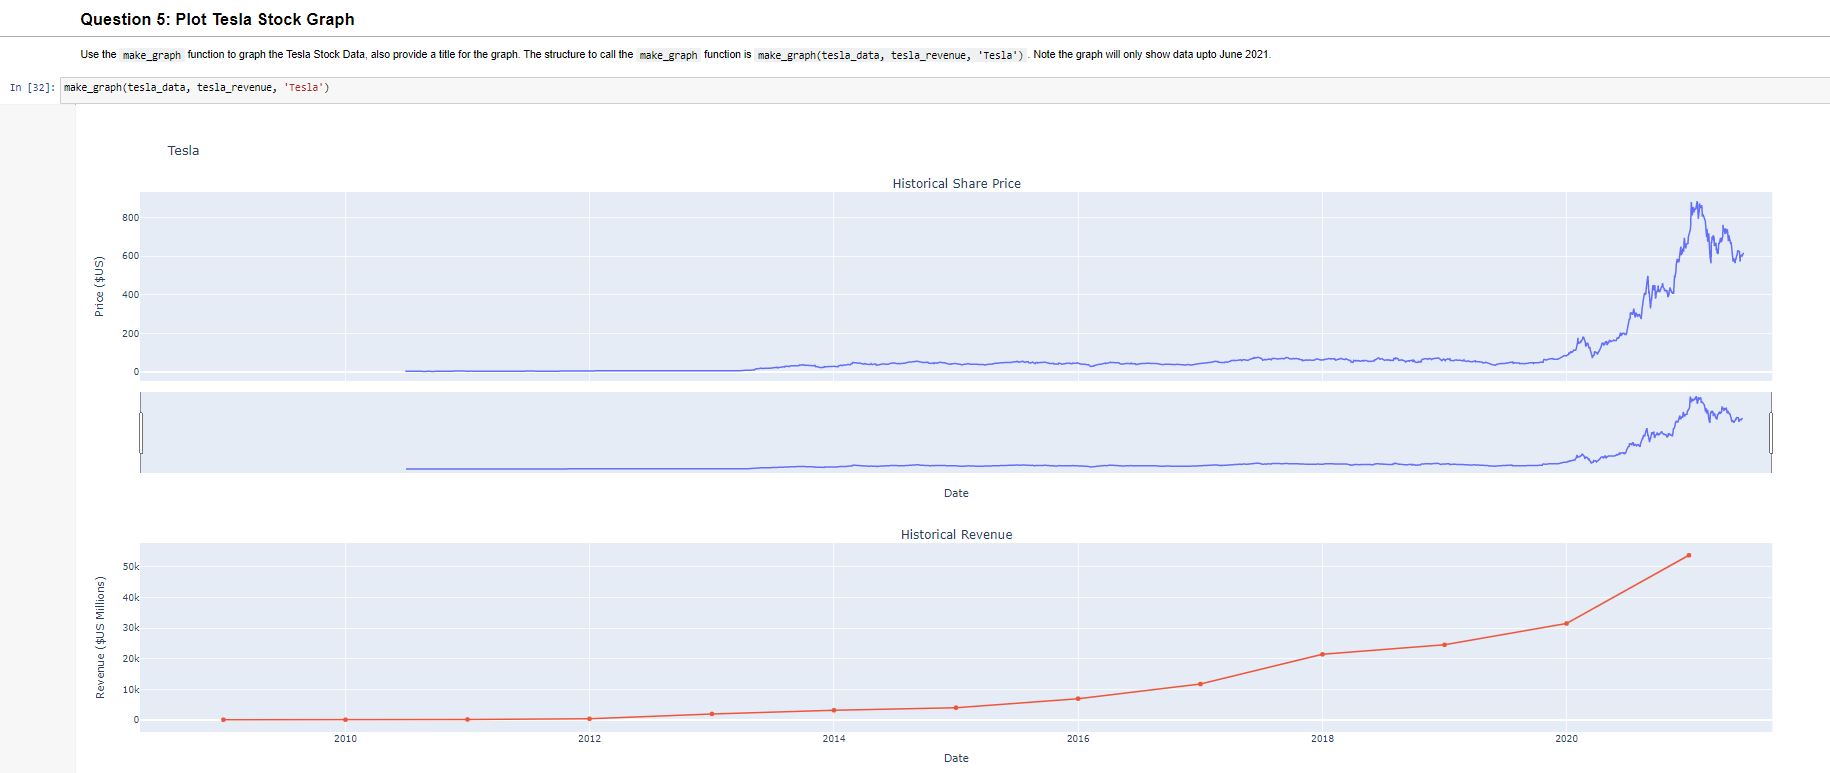 Question 5: Plot Tesla Stock Graph
Use the make_graph function to graph the Tesla Stock Data, also provide a title for the graph. The structure to call the make_graph function is make_graph(tesla_data, tesla_revenue, 'Tesla') . Note the graph will only show data upto June 2021.
In [32]: make_graph(tesla_data, tesla_revenue, 'Tesla')
Tesla
Historical Share Price
Price ($US)
800
600
400
200
0
Date
Historical Revenue
Revenue ($US Millions)
50k
40k
30k
20k
10k
0
2010 2012 2014 2016 2018 2020
Date